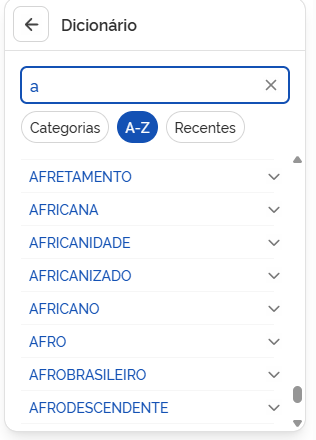 Dicionário
a
Categorias A-Z Recentes
AFRETAMENTO
AFRICANA
AFRICANIDADE
AFRICANIZADO
AFRICANO
AFRO
AFROBRASILEIRO
AFRODESCENDENTE